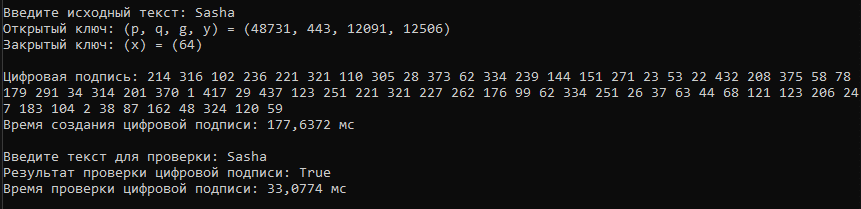 Введите исходный текст: Sasha
Открытый ключ: (p, q, g, y) = (48731, 443, 12091, 12506)
Закрытый ключ: (x) = (64)
Цифровая подпись: 214 316 102 236 221 321 110 305 28 373 62 334 239 144 151 271 23 53 22 432 208 375 58 78
179 291 34 314 201 370 1 417 29 437 123 251 221 321 227 262 176 99 62 334 251 26 37 63 44 68 121 123 206 24
7 183 104 2 38 87 162 48 324 120 59
Время создания цифровой подписи: 177,6372 мс
Введите текст для проверки: Sasha
Результат проверки цифровой подписи: True
Время проверки цифровой подписи: 33,0774 мс